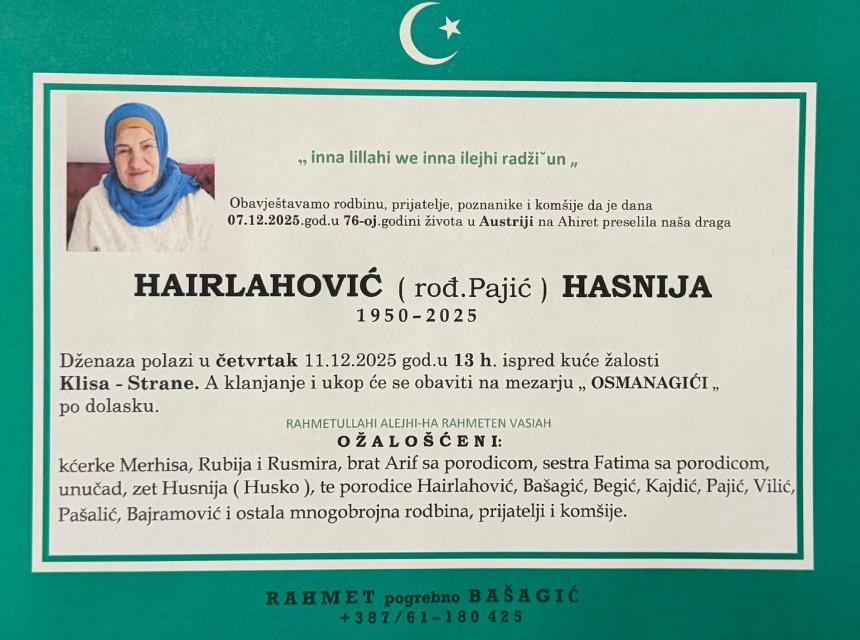 „ inna lillahi we inna ilejhi radžiˇun „
Obavještavamo rodbinu, prijatelje, poznanike i komšije da je dana
07.12.2025.god.u 76-oj.godini života u Austriji na Ahiret preselila naša draga
HAIRLAHOVIĆ ( rođ.Pajić ) HASNIJA
1950-2025
Dženaza polazi u četvrtak 11.12.2025 god.u 13 h. ispred kuće žalosti
Klisa - Strane. A klanjanje i ukop će se obaviti na mezarju „ OSMANAGIĆI „
po dolasku.
RAHMETULLAHI ALEJHI-HA RAHMETEN VASIAH
OŽALOŠĆENI:
kćerke Merhisa, Rubija i Rusmira, brat Arif sa porodicom, sestra Fatima sa porodicom,
unučad, zet Husnija ( Husko ), te porodice Hairlahović, Bašagić, Begić, Kajdić, Pajić, Vilić,
Pašalić, Bajramović i ostala mnogobrojna rodbina, prijatelji i komšije.
RAHMET pogrebno BAŠAGIĆ
+387/61-180 425